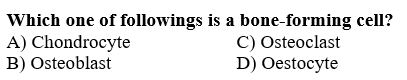 Which one of followings is a bone-forming cell?
A) Chondrocyte C) Osteoclast
B) Osteoblast D) Oestocyte